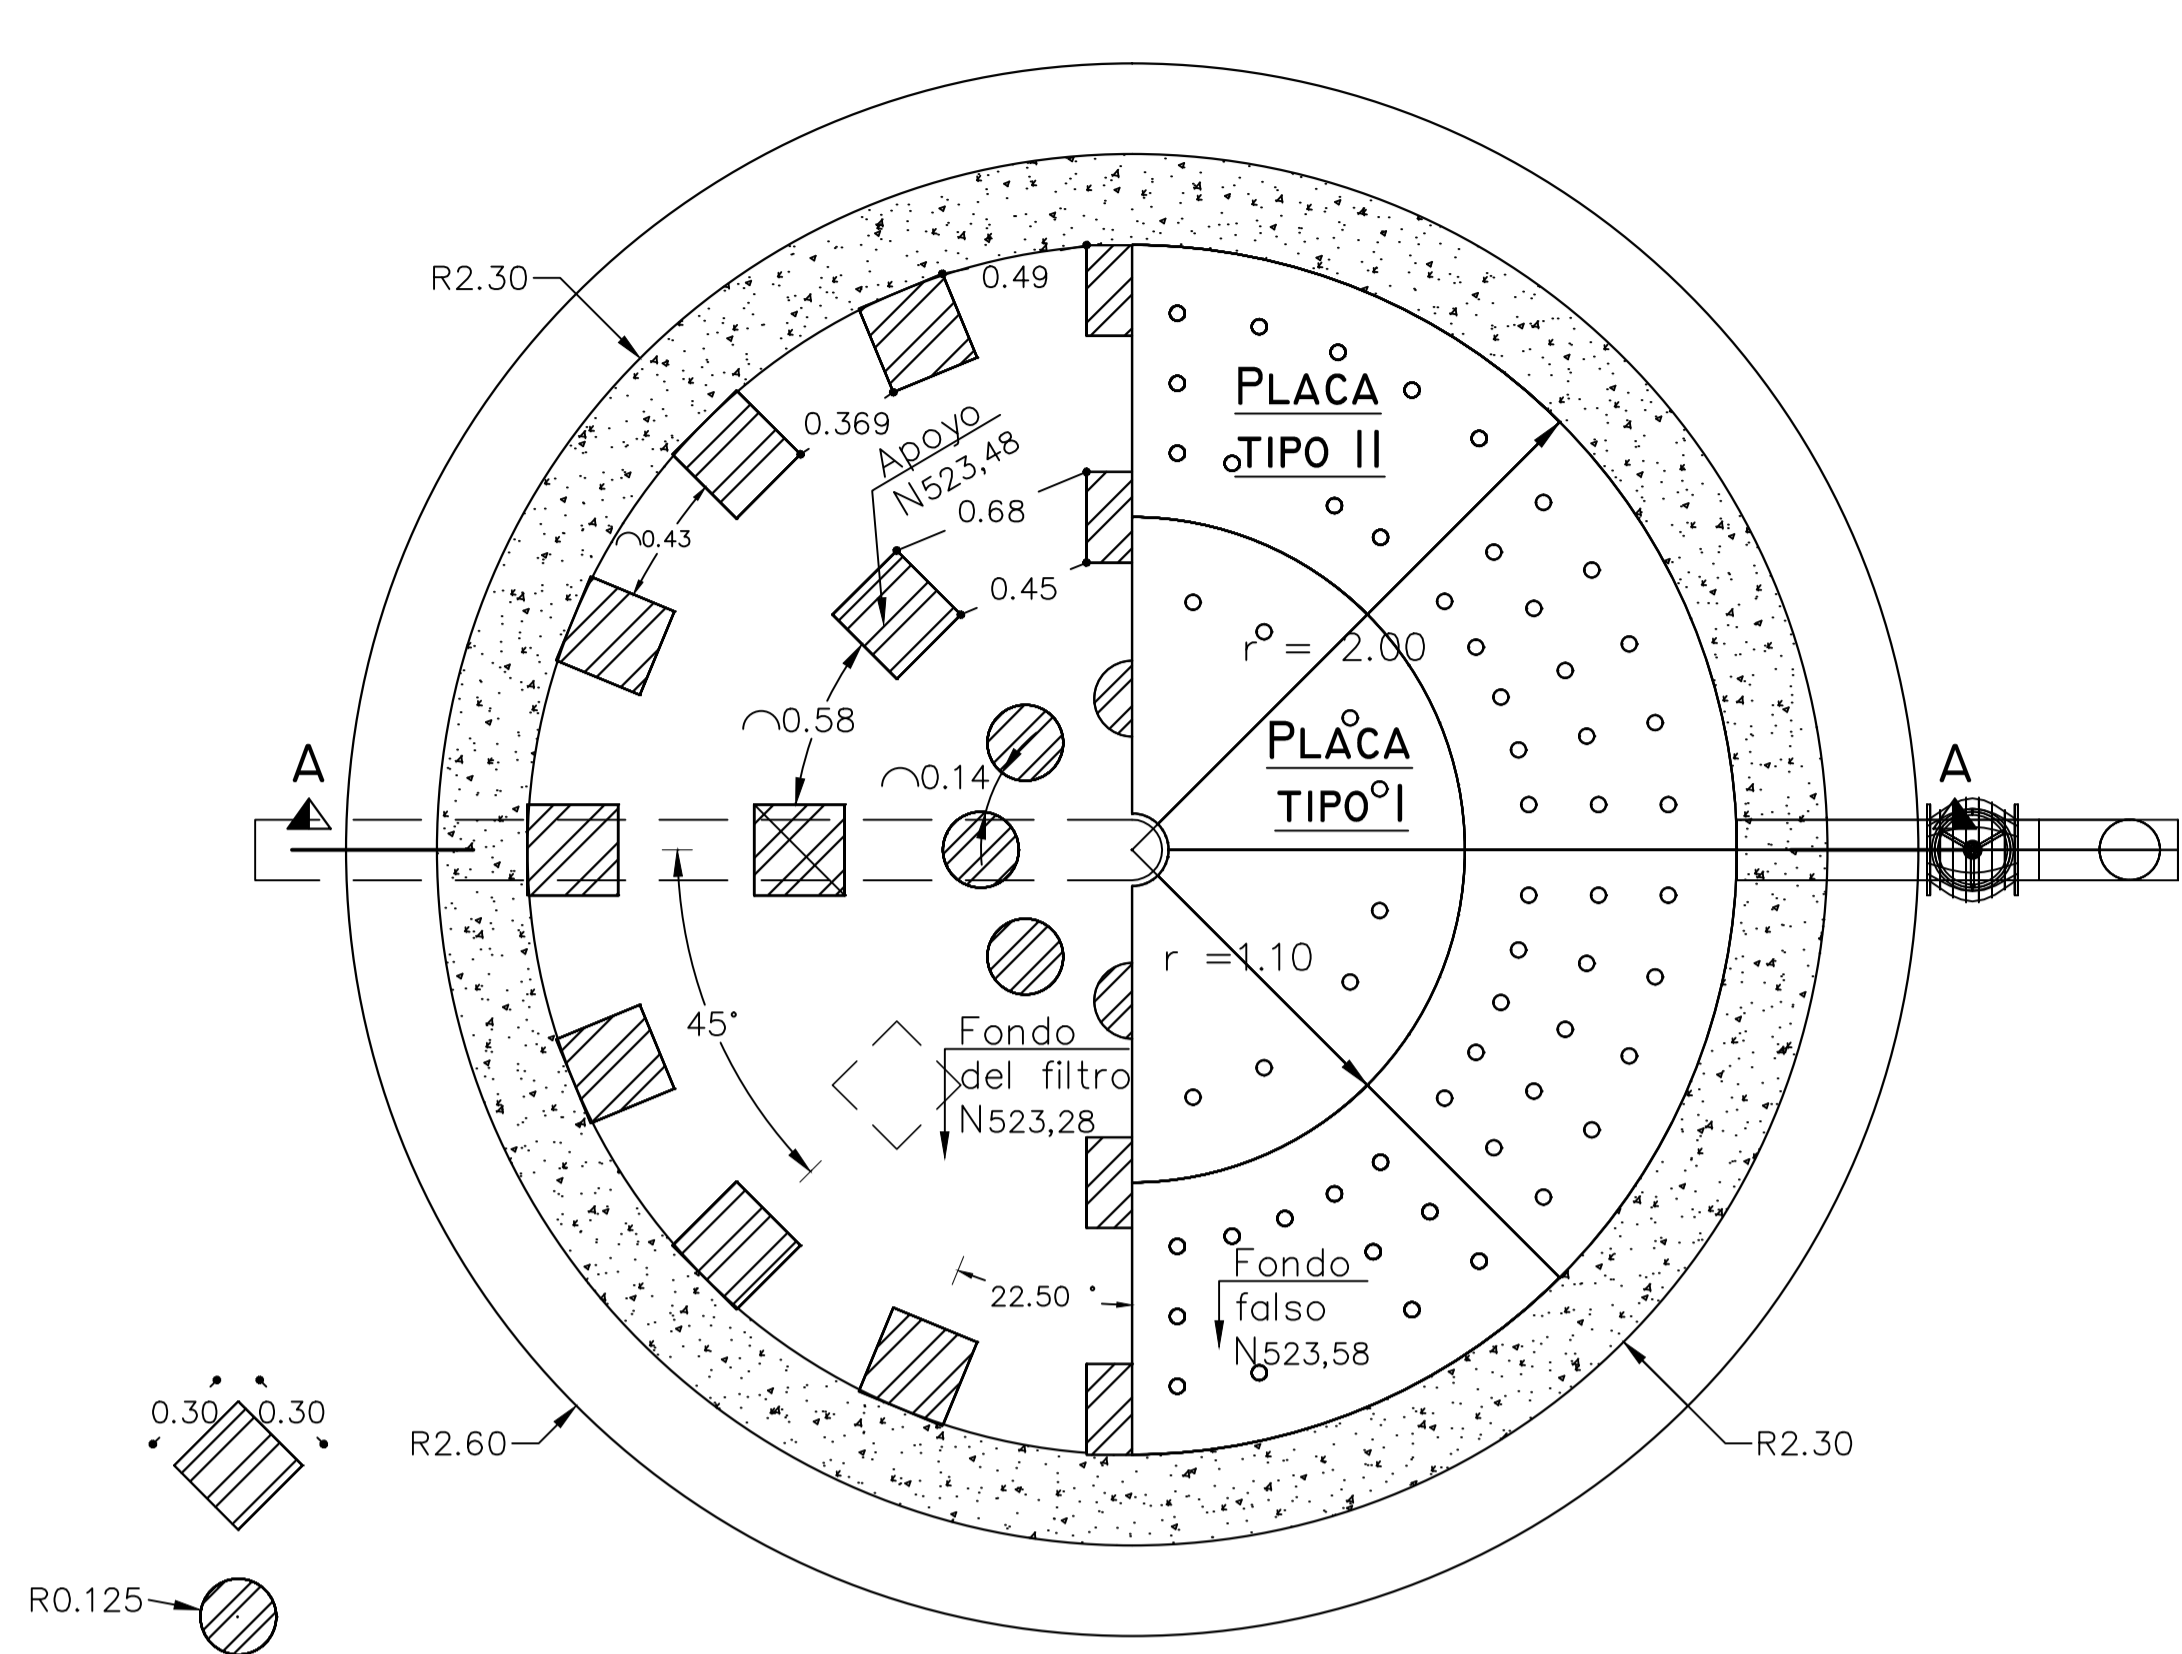 R2.30
0.49
PLACA
TIPO II
0.369
Apoyo
N523,48
0.68
⌒0.43
0.45
r = 2.00
⌒0.58
PLACA
TIPO I
⌒0.14
A
A
r =1.10
45°
Fondo
del filtro
N523,28
22.50 °
Fondo
falso
N523,58
0.30
0.30
R2.60
R2.30
R0.125